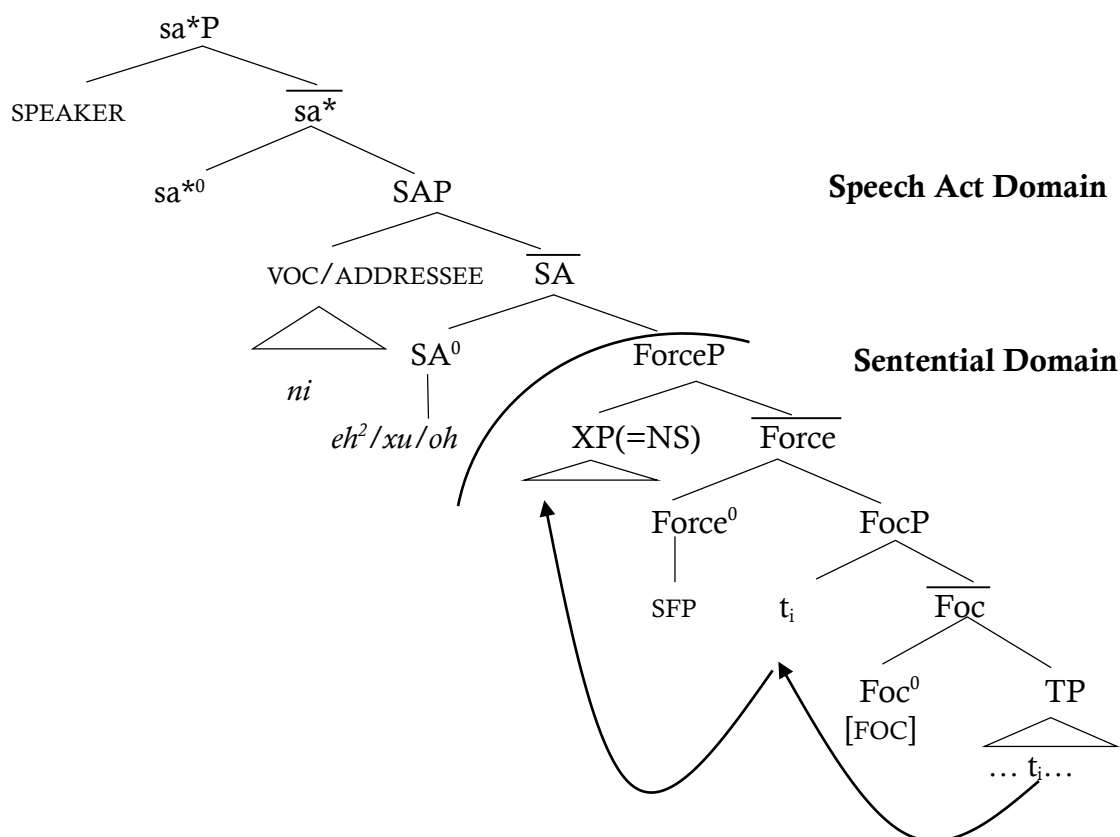 sa*P
SPEAKER
sa*
sa*⁰
SAP
Speech Act Domain
VOC/ADDRESSEE
SA
ni
SA⁰
ForceP
Sentential Domain
eh²/xu/oh
XP(=NS)
Force
Force⁰
FocP
SFP
tᵢ
Foc
Foc⁰
TP
[FOC]
… tᵢ…